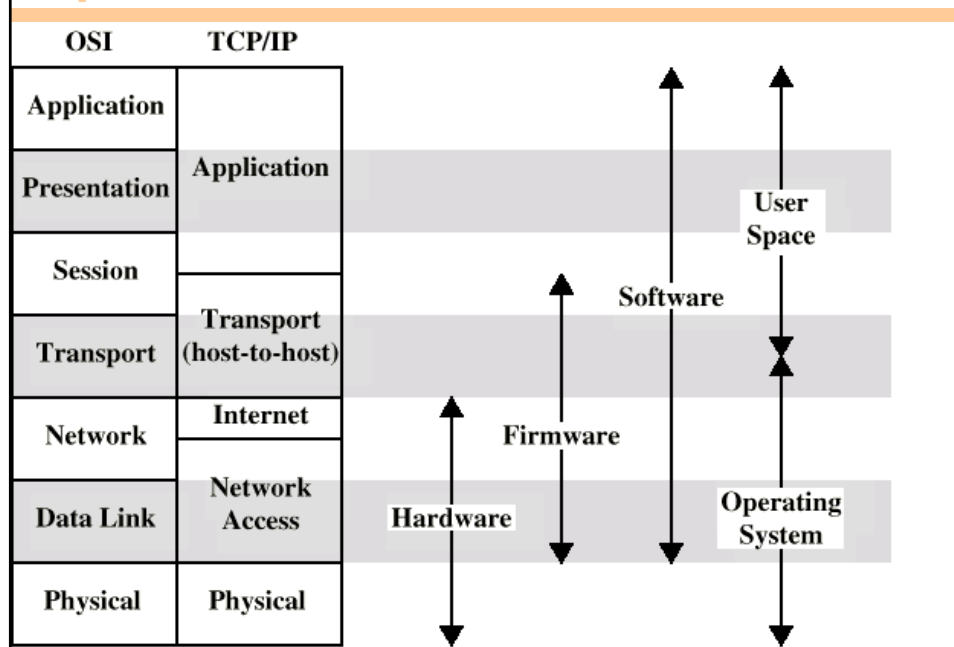 OSI
TCP/IP
Application
Presentation
Session
Transport
Network
Data Link
Physical
Application
Transport
(host-to-host)
Internet
Network
Access
Physical
Hardware
Firmware
Software
User
Space
Operating
System